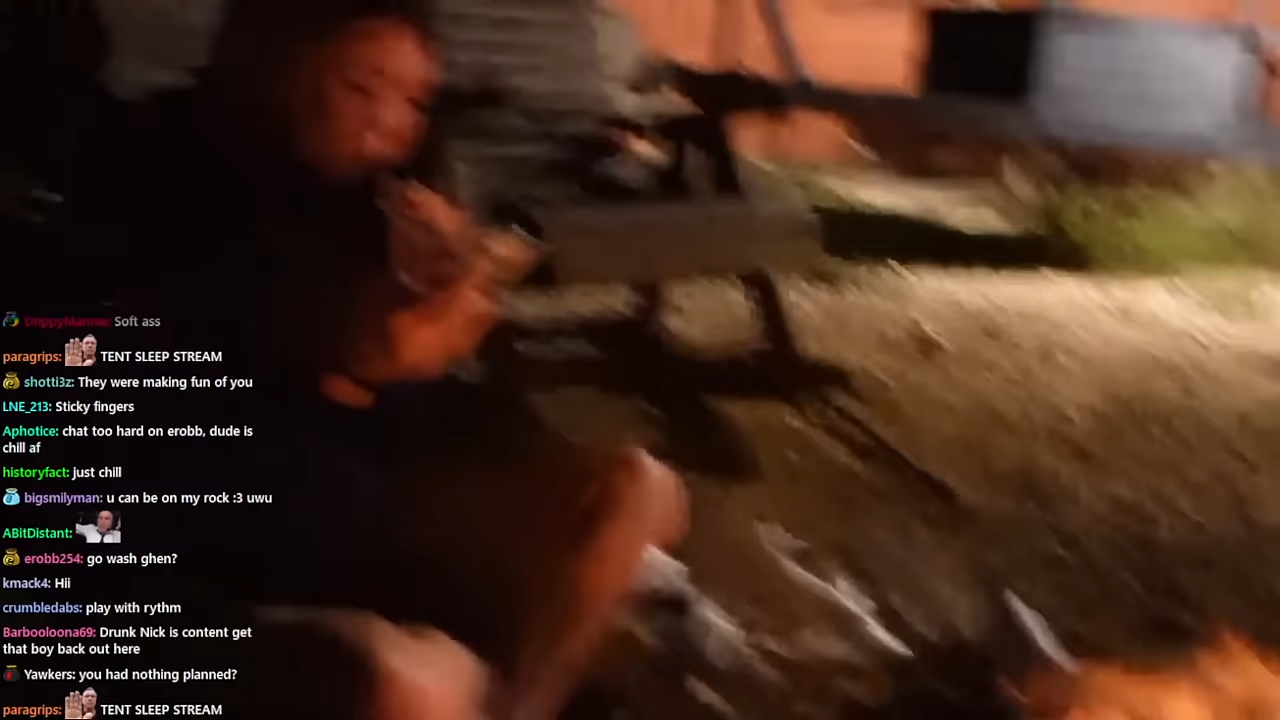 DrippyMannie: Soft ass
paragrips: TENT SLEEP STREAM
shotti3z: They were making fun of you
LNE_213: Sticky fingers
Aphotice: chat too hard on erobb, dude is
chill af
historyfact: just chill
bigsmilyman: u can be on my rock :3 uwu
ABitDistant:
erobb254: go wash ghen?
kmack4: Hii
crumbledabs: play with rythm
Barbooloona69: Drunk Nick is content get
that boy back out here
Yawkers: you had nothing planned?
paragrips: TENT SLEEP STREAM